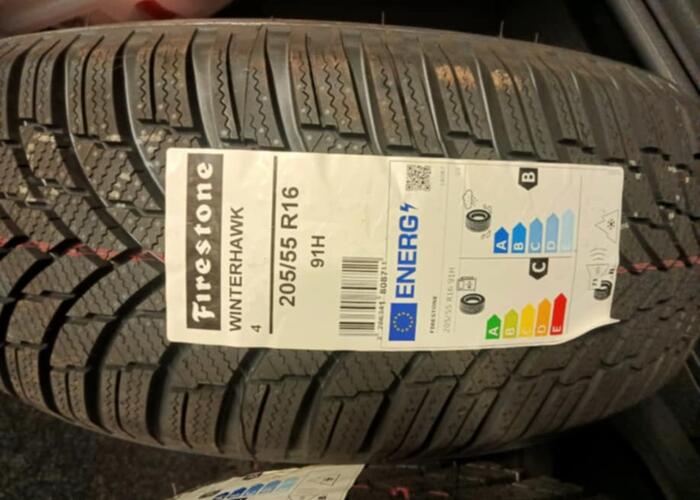 Firestone
WINTERHAWK
4
205/55 R16
91H
ENERG
FIRESTONE
205/55 R16 91H
B
A
B
C
D
E
C
A
B
C
D
E